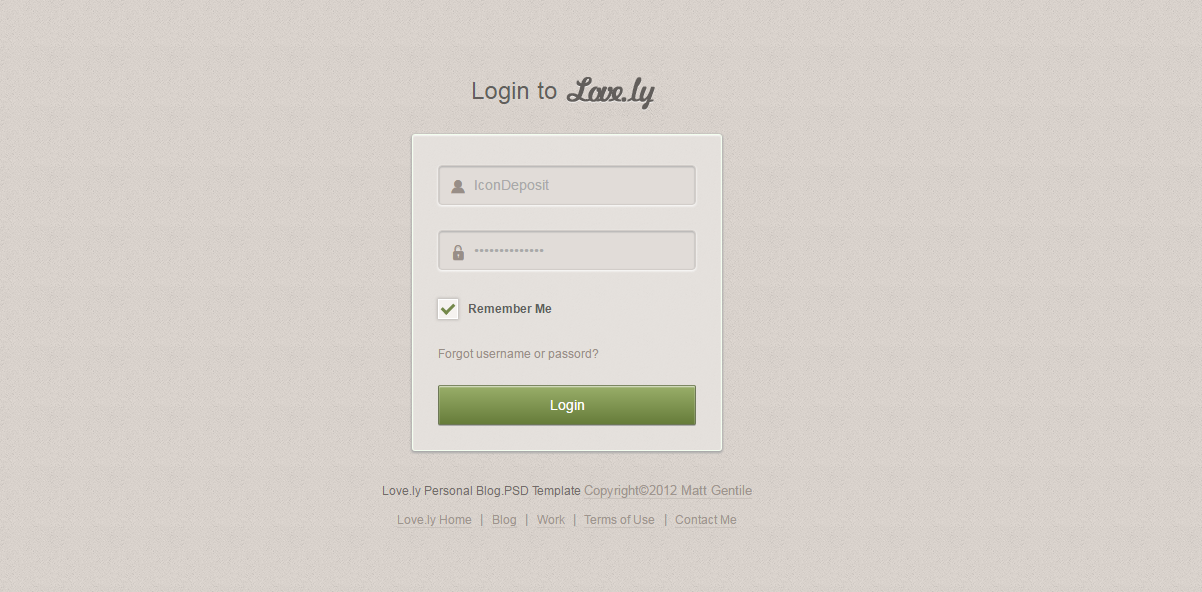 Login to Love.ly
IconDeposit
••••••••••••••
Remember Me
Forgot username or passord?
Login
Love.ly Personal Blog.PSD Template Copyright©2012 Matt Gentile
Love.ly Home | Blog | Work | Terms of Use | Contact Me